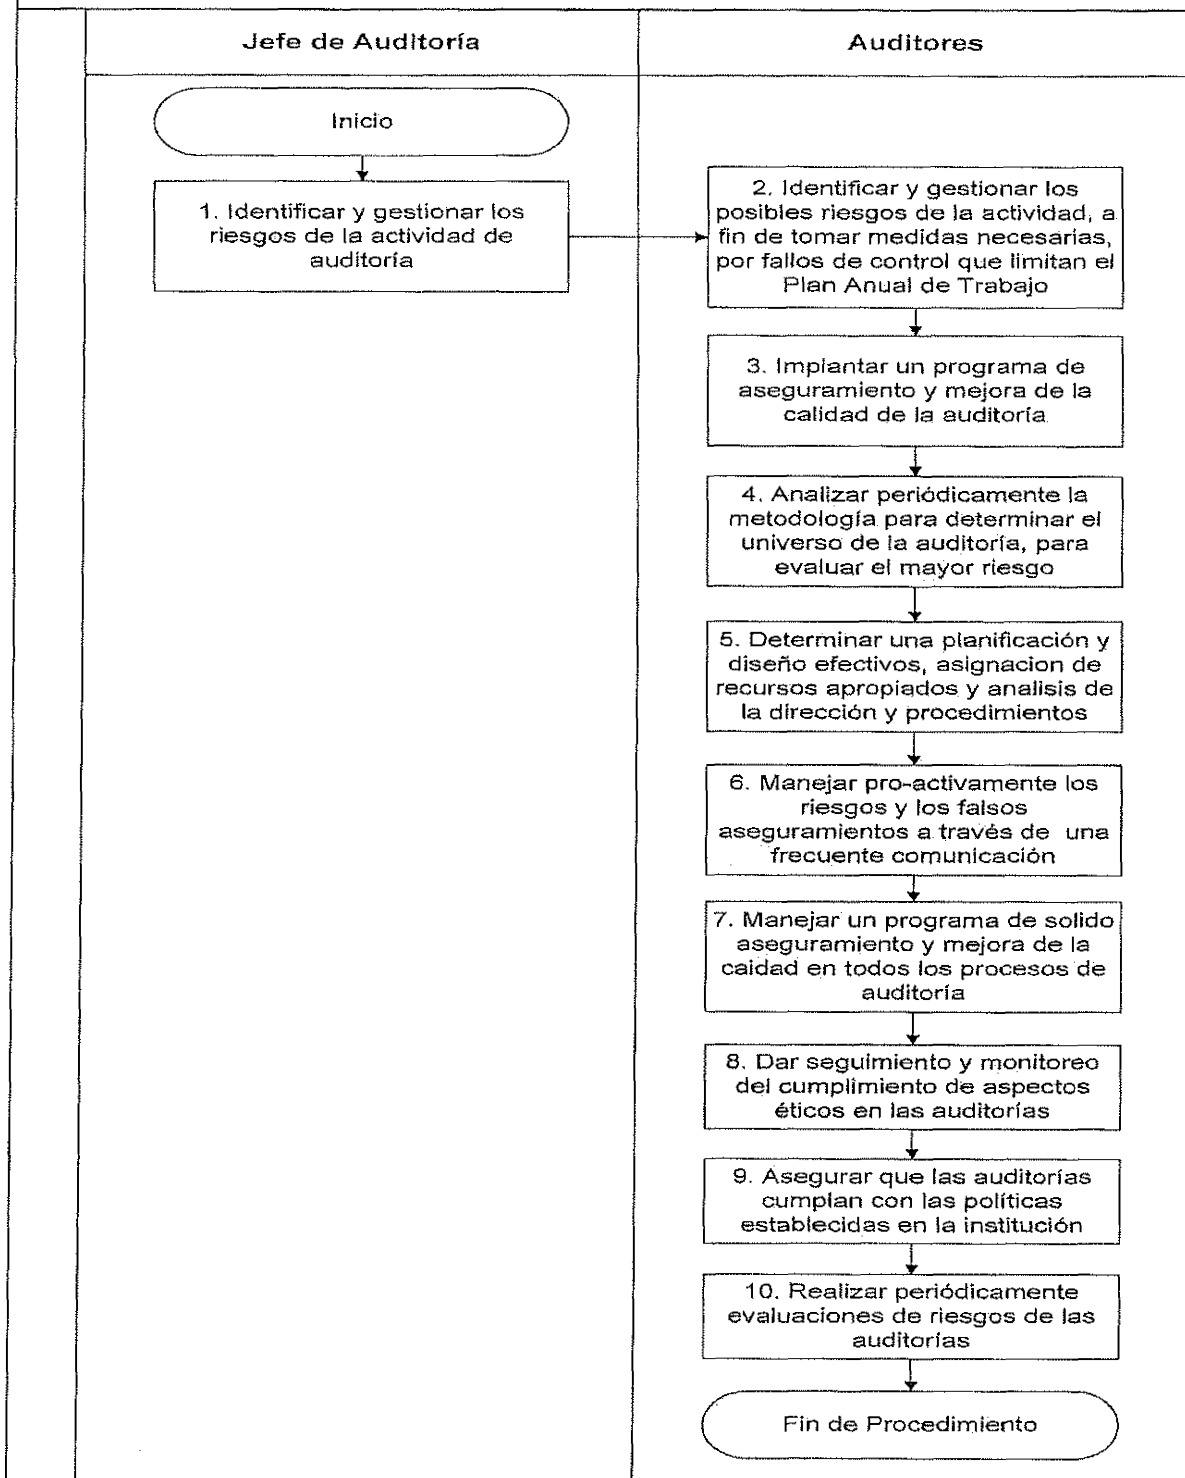 Jefe de Auditoría
Auditores
Inicio
1. Identificar y gestionar los
riesgos de la actividad de
auditoría
2. Identificar y gestionar los
posibles riesgos de la actividad, a
fin de tomar medidas necesarias,
por fallos de control que limitan el
Plan Anual de Trabajo
3. Implantar un programa de
aseguramiento y mejora de la
calidad de la auditoría
4. Analizar periódicamente la
metodología para determinar el
universo de la auditoría, para
evaluar el mayor riesgo
5. Determinar una planificación y
diseño efectivos, asignacion de
recursos apropiados y analisis de
la dirección y procedimientos
6. Manejar pro-activamente los
riesgos y los falsos
aseguramientos a través de una
frecuente comunicación
7. Manejar un programa de solido
aseguramiento y mejora de la
caidad en todos los procesos de
auditoría
8. Dar seguimiento y monitoreo
del cumplimiento de aspectos
éticos en las auditorías
9. Asegurar que las auditorías
cumplan con las políticas
establecidas en la institución
10. Realizar periódicamente
evaluaciones de riesgos de las
auditorías
Fin de Procedimiento